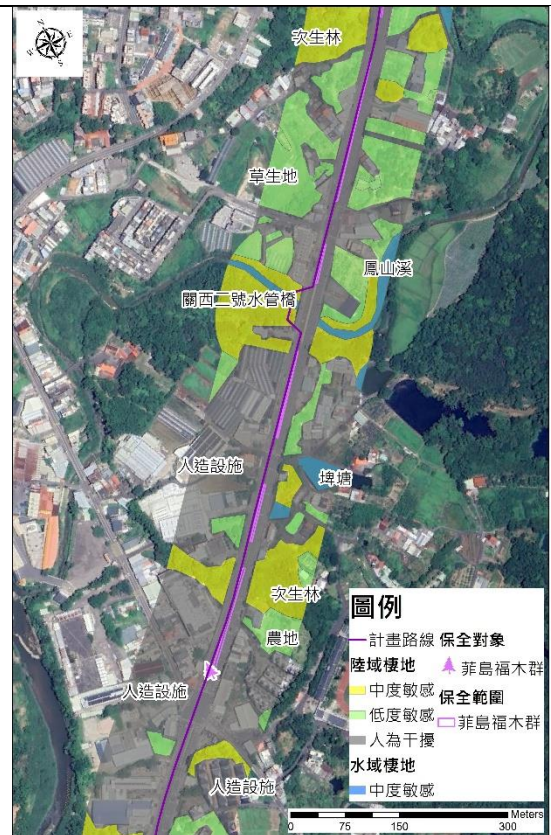 N
E
S
次生林
草生地
鳳山溪
關西二號水管橋
人造設施
埤塘
次生林
農地
人造設施
人造設施
圖例
計畫路線 保全對象
陸域棲地 菲島福木群
中度敏感 保全範圍
低度敏感 菲島福木群
人為干擾
水域棲地
中度敏感
Meters
0 75 150 300